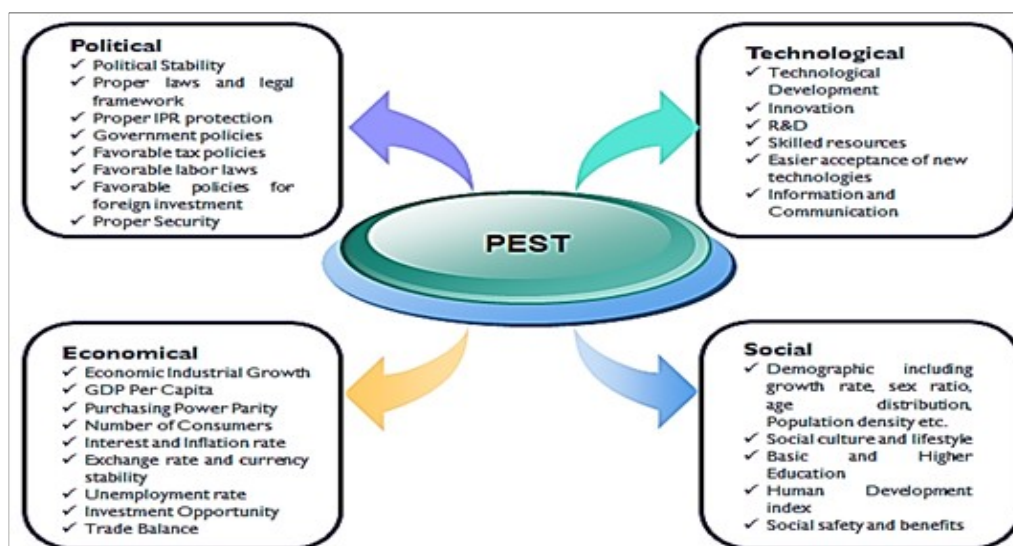 Political
✓ Political Stability
✓ Proper laws and legal
framework
✓ Proper IPR protection
✓ Government policies
✓ Favorable tax policies
✓ Favorable labor laws
✓ Favorable policies for
foreign investment
✓ Proper Security
Technological
✓ Technological
Development
✓ Innovation
✓ R&D
✓ Skilled resources
✓ Easier acceptance of new
technologies
✓ Information and
Communication
PEST
Economical
✓ Economic Industrial Growth
✓ GDP Per Capita
✓ Purchasing Power Parity
✓ Number of Consumers
✓ Interest and Inflation rate
✓ Exchange rate and currency
stability
✓ Unemployment rate
✓ Investment Opportunity
✓ Trade Balance
Social
✓ Demographic including
growth rate, sex ratio,
age distribution,
Population density etc.
✓ Social culture and lifestyle
✓ Basic and Higher
Education
✓ Human Development
index
✓ Social safety and benefits